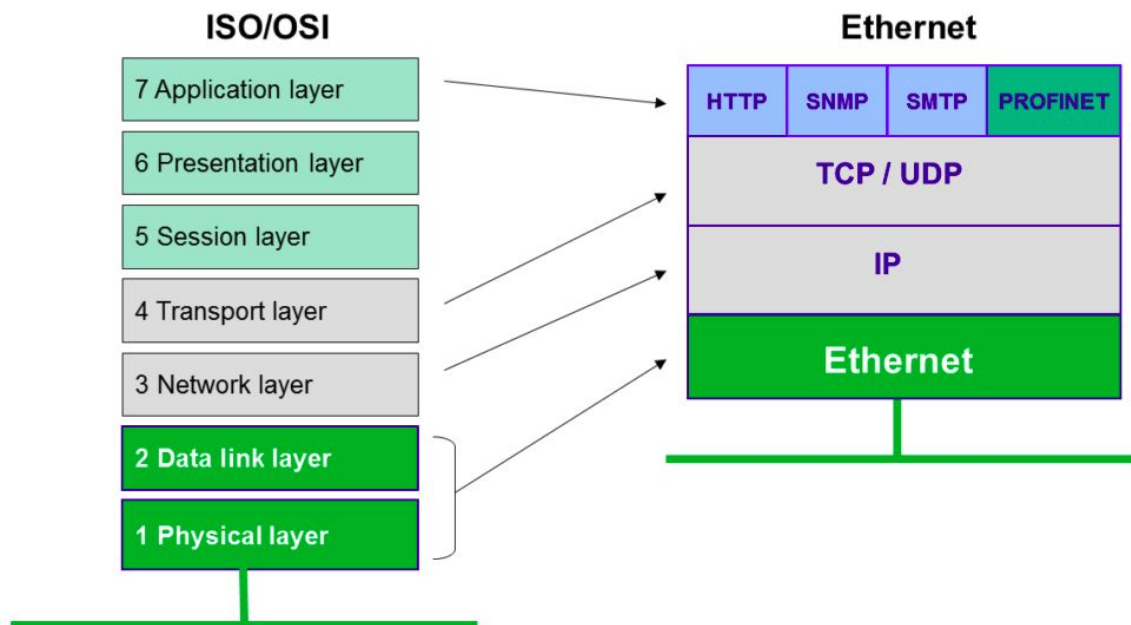 ISO/OSI
7 Application layer
6 Presentation layer
5 Session layer
4 Transport layer
3 Network layer
2 Data link layer
1 Physical layer
Ethernet
HTTP SNMP SMTP PROFINET
TCP / UDP
IP
Ethernet